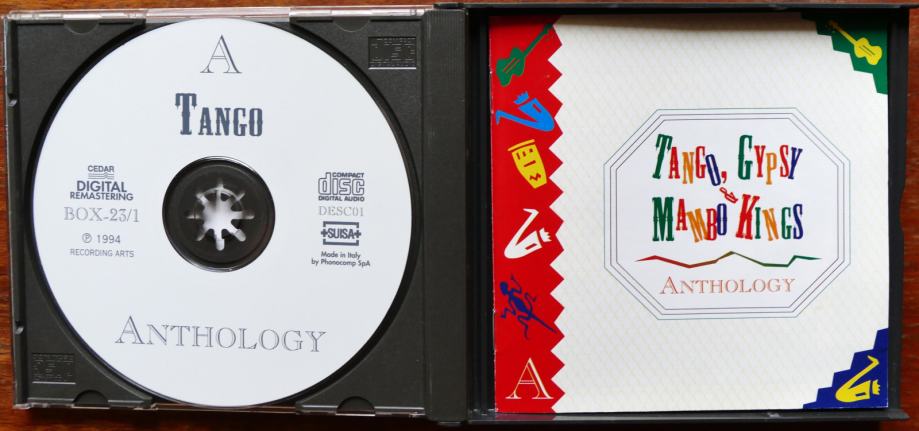 A
TANGO
CEDAR
DIGITAL
REMASTERING
BOX-23/1
℗ 1994
RECORDING ARTS
COMPACT
disc
DIGITAL AUDIO
DESC01
+SUISA+
Made in Italy
by Phonocomp SpA
ANTHOLOGY
TANGO, GYPSY
&
MAMBO KINGS
ANTHOLOGY
A